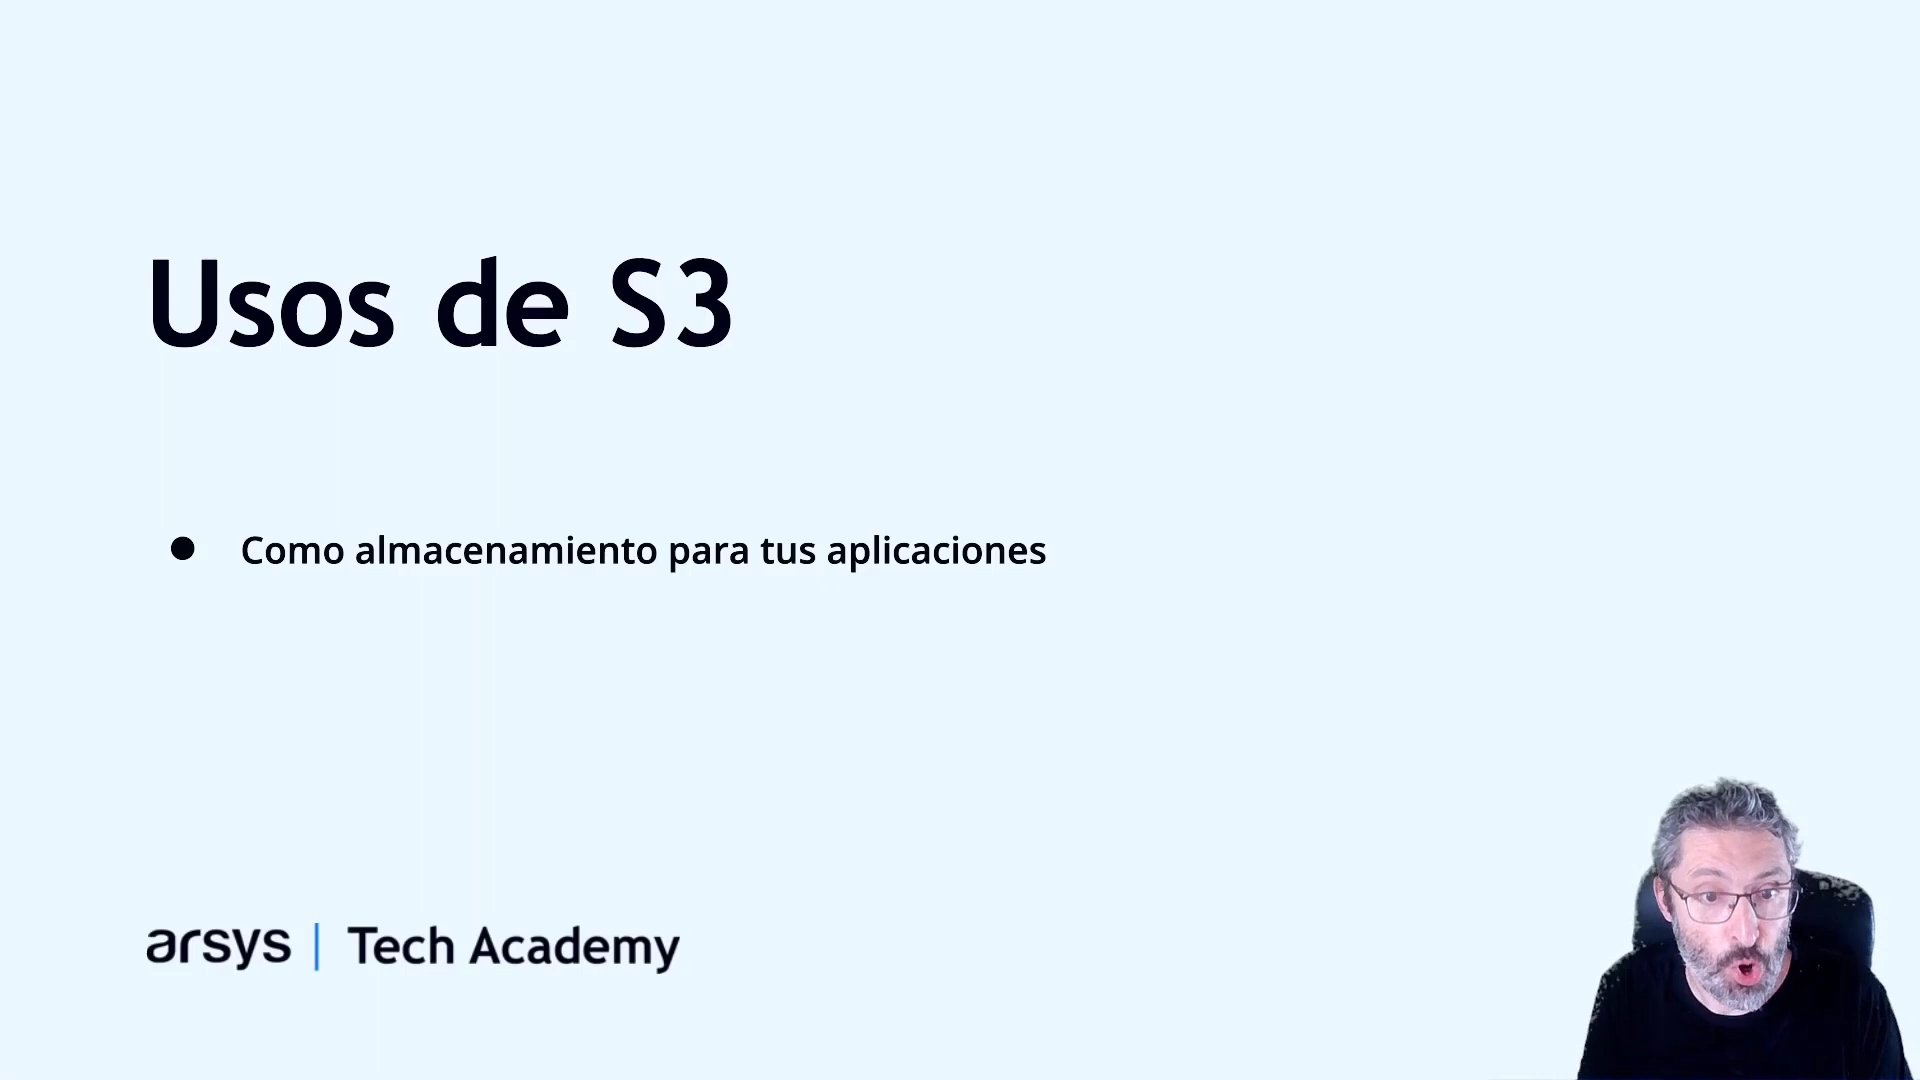 Usos de S3
● Como almacenamiento para tus aplicaciones
arsys | Tech Academy